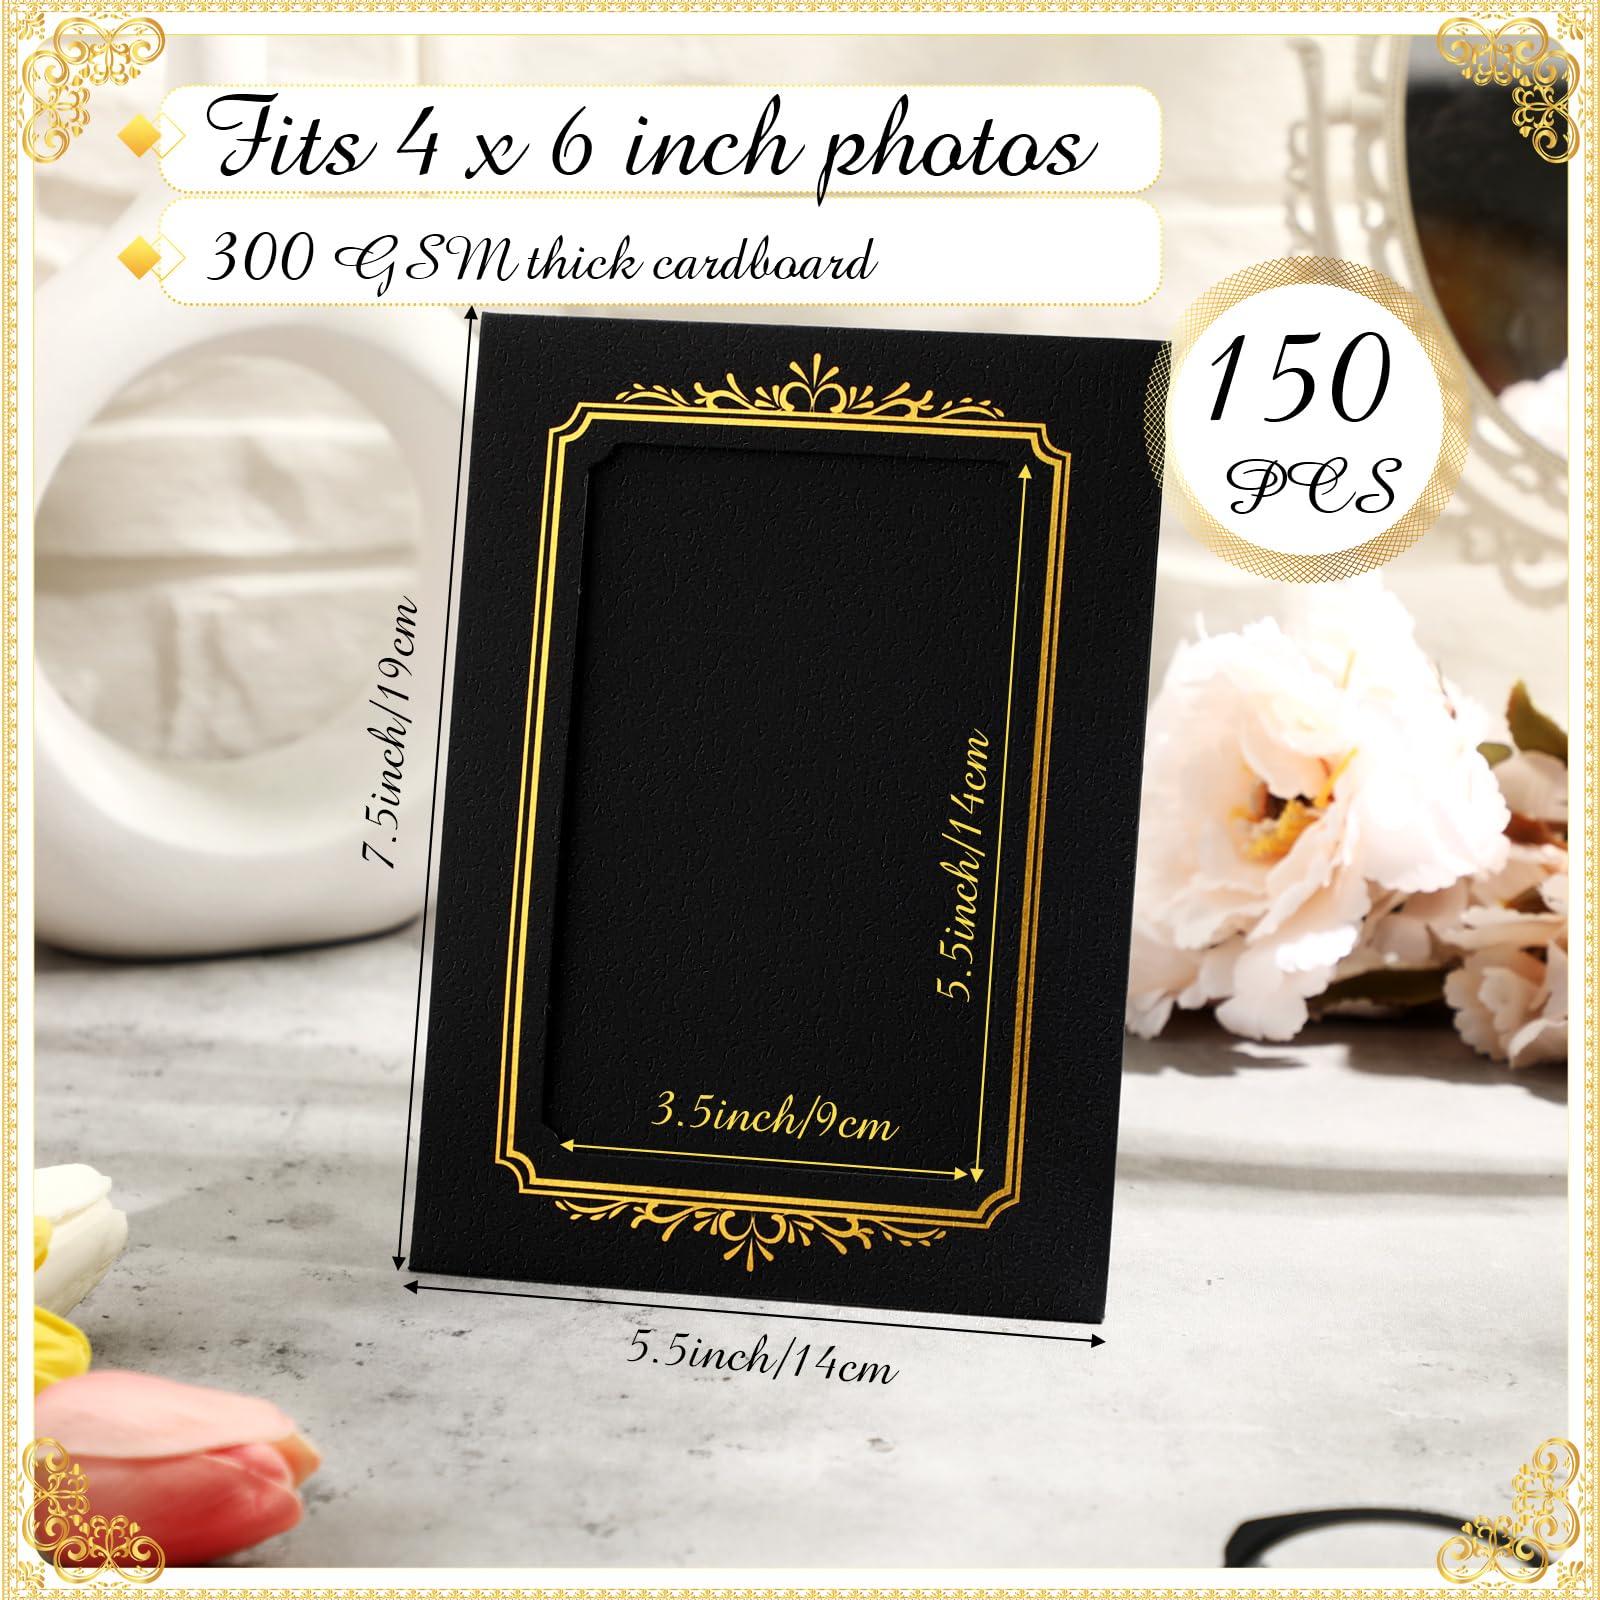 Fits 4 x 6 inch photos
300 GSM thick cardboard
150
PCS
7.5inch/19cm
5.5inch/14cm
3.5inch/9cm
5.5inch/14cm